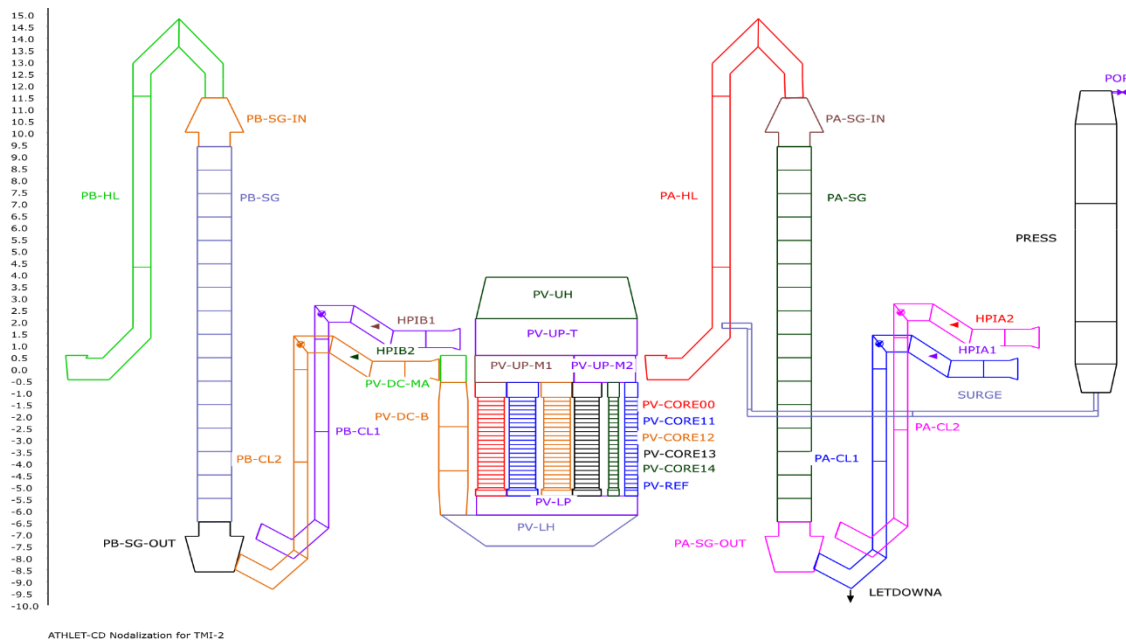 15.0
14.5
14.0
13.5
13.0
12.5
12.0
11.5
11.0
10.5
10.0
9.5
9.0
8.5
8.0
7.5
7.0
6.5
6.0
5.5
5.0
4.5
4.0
3.5
3.0
2.5
2.0
1.5
1.0
0.5
0.0
-0.5
-1.0
-1.5
-2.0
-2.5
-3.0
-3.5
-4.0
-4.5
-5.0
-5.5
-6.0
-6.5
-7.0
-7.5
-8.0
-8.5
-9.0
-9.5
-10.0
PB-HL
PB-SG-IN
PB-SG
PB-SG-OUT
PB-CL2
PB-CL1
HPIB1
HPIB2
PV-DC-MA
PV-DC-B
PV-UH
PV-UP-T
PV-UP-M1
PV-UP-M2
PV-CORE00
PV-CORE11
PV-CORE12
PV-CORE13
PV-CORE14
PV-REF
PV-LP
PV-LH
PA-HL
PA-SG-IN
PA-SG
PA-SG-OUT
PA-CL1
PA-CL2
HPIA2
HPIA1
SURGE
LETDOWNA
PRESS
ATHLET-CD Nodalization for TMI-2